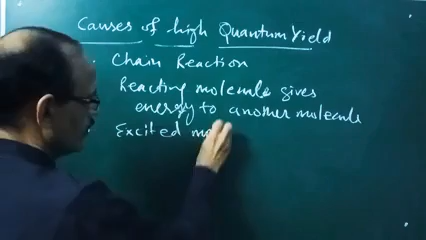 Causes of high Quantum Yield
. Chain Reaction
Reacting molecule gives
energy to another molecule
Excited mo